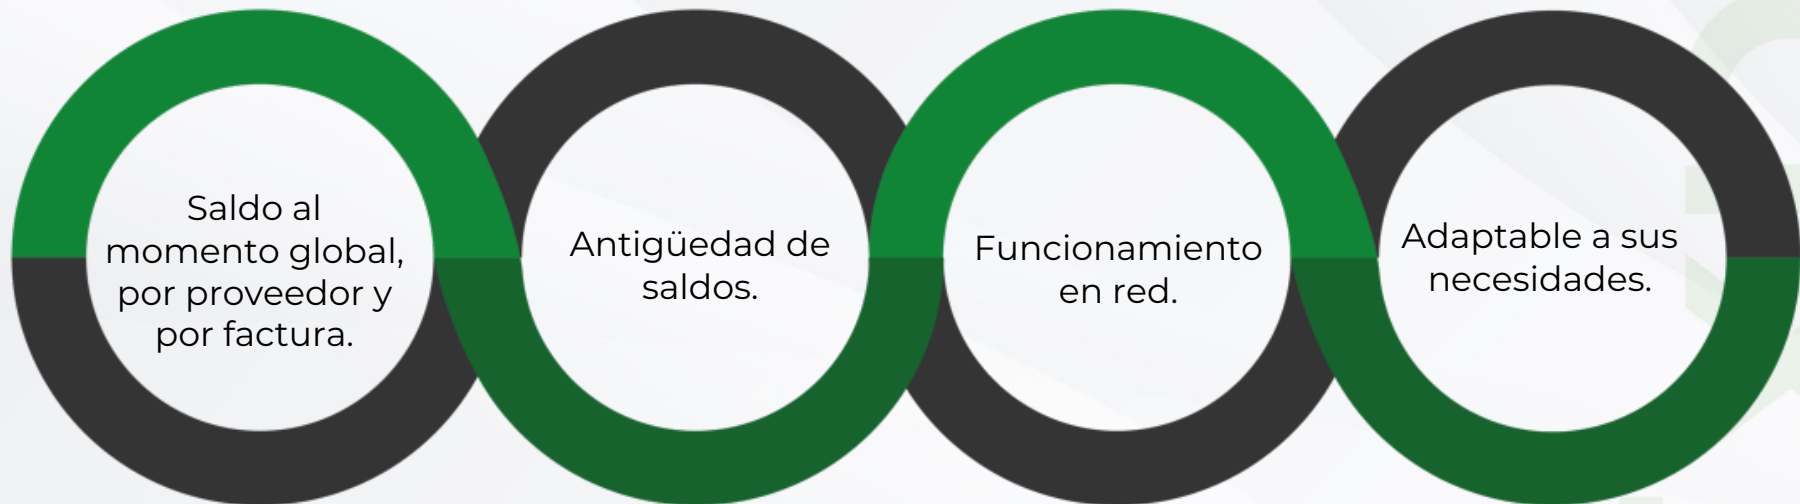 Saldo al
momento global,
por proveedor y
por factura.
Antigüedad de
saldos.
Funcionamiento
en red.
Adaptable a sus
necesidades.